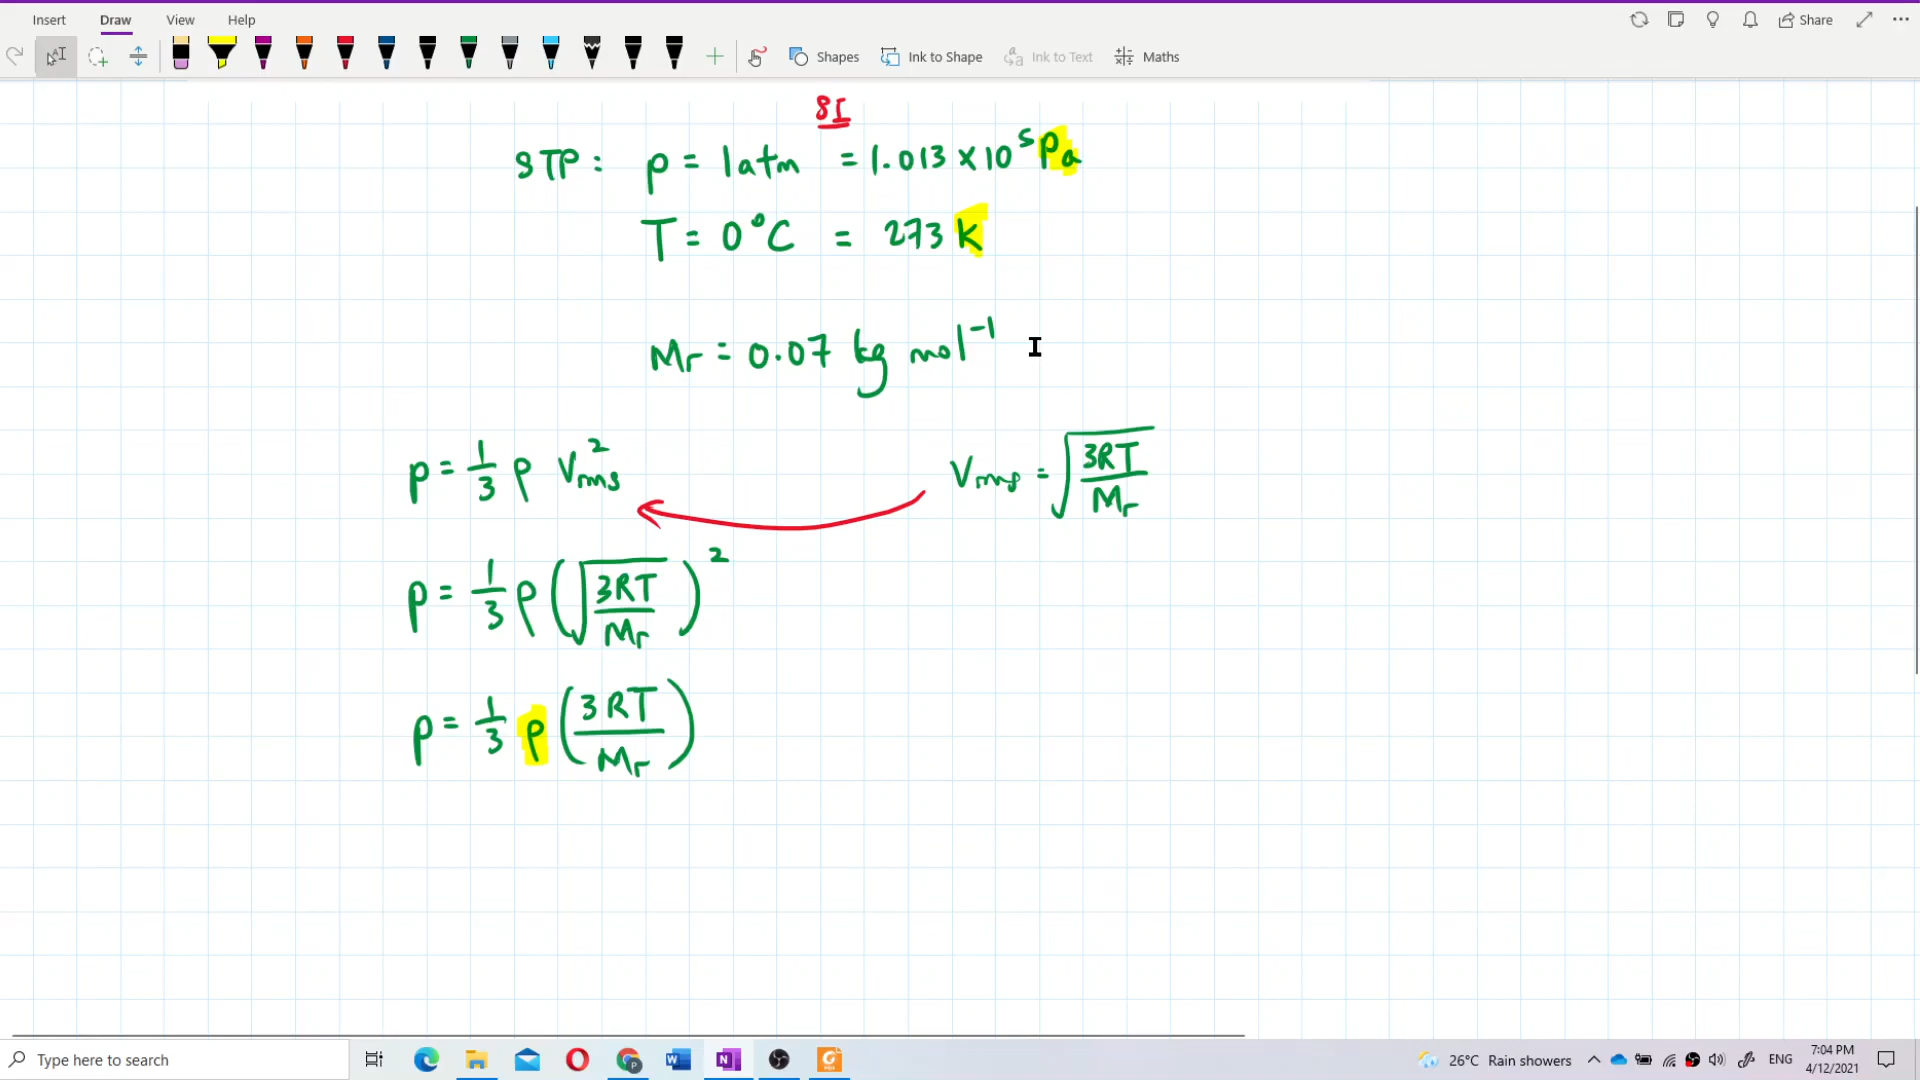 Insert Draw View Help
Share
Shapes Ink to Shape Ink to Text Maths
SI
STP: p = 1atm = 1.013 × 10⁵ Pa
T = 0°C = 273 K
Mr = 0.07 kg mol⁻¹
p = 1/3 ρ Vrms²
Vrms = √(3RT/Mr)
p = 1/3 ρ (√(3RT/Mr))²
p = 1/3 ρ (3RT/Mr)
Type here to search
26°C Rain showers
ENG
7:04 PM
4/12/2021